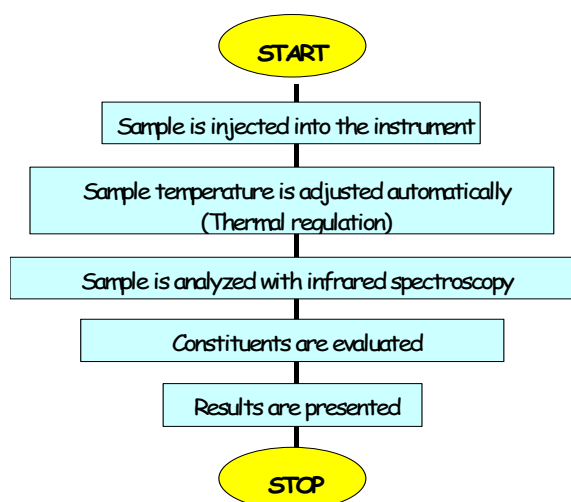 START
Sample is injected into the instrument
Sample temperature is adjusted automatically
(Thermal regulation)
Sample is analyzed with infrared spectroscopy
Constituents are evaluated
Results are presented
STOP